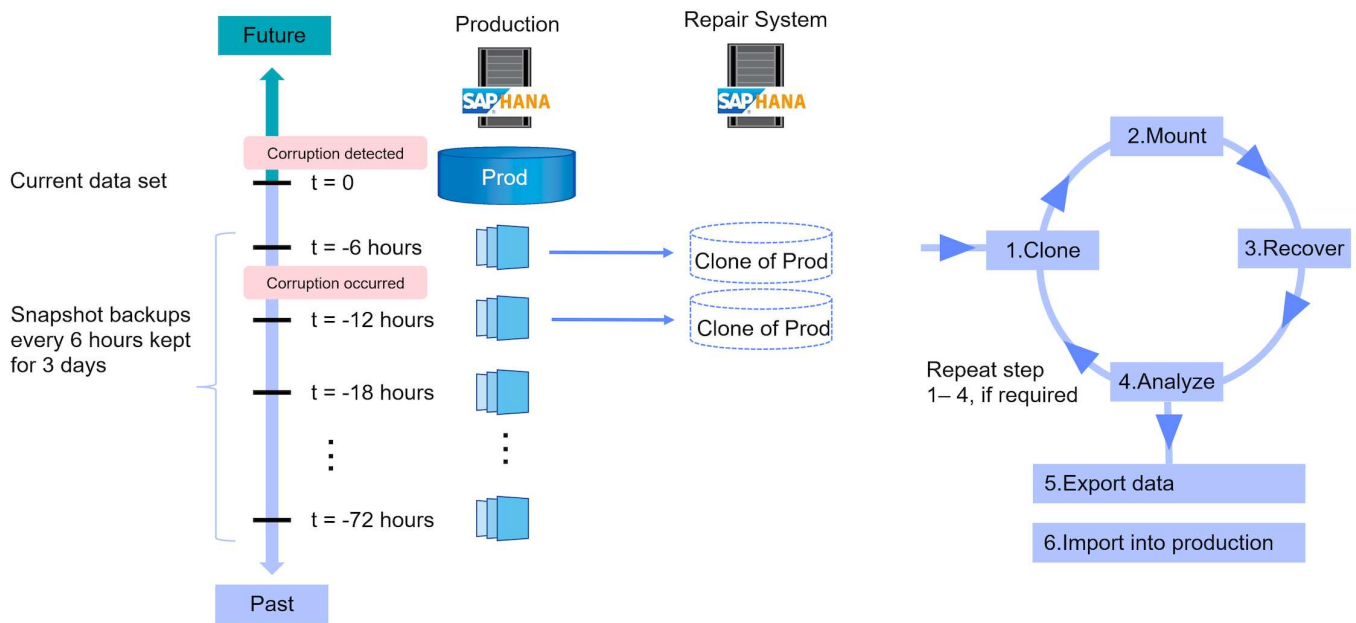 Future
Production
Repair System
SAP HANA
SAP HANA
Corruption detected
Current data set
t = 0
Prod
t = -6 hours
Clone of Prod
Corruption occurred
Snapshot backups
every 6 hours kept
for 3 days
t = -12 hours
Clone of Prod
t = -18 hours
t = -72 hours
Past
1.Clone
2.Mount
3.Recover
4.Analyze
Repeat step
1– 4, if required
5.Export data
6.Import into production